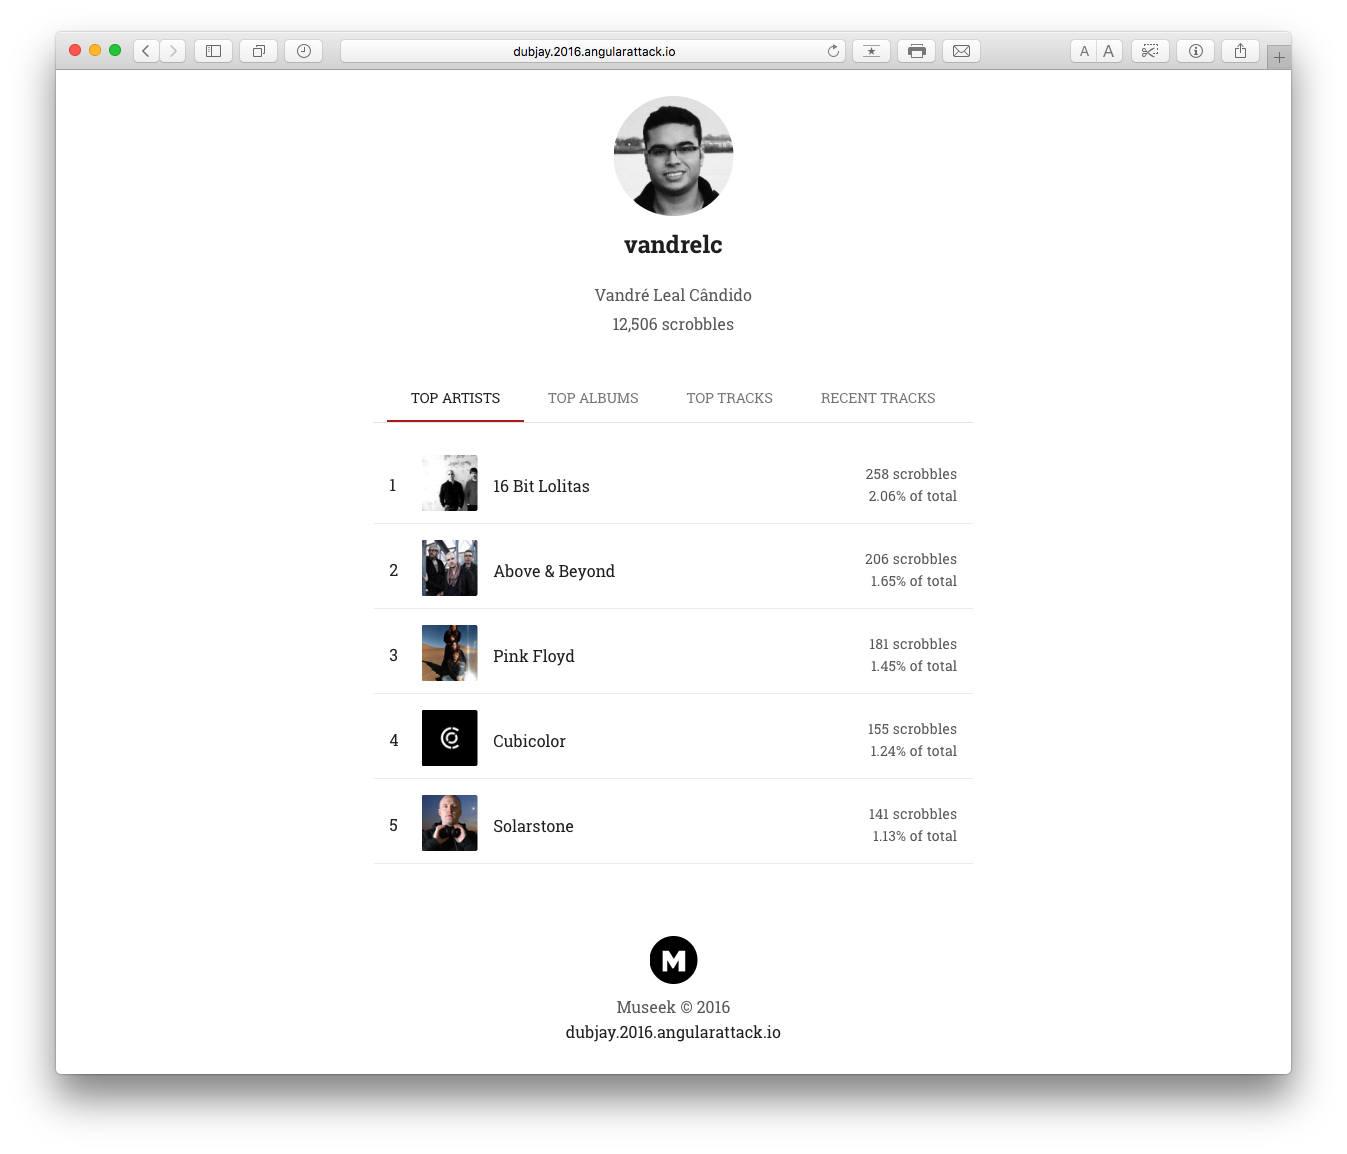 dubjay.2016.angularattack.io
A A
vandrelc
Vandré Leal Cândido
12,506 scrobbles
TOP ARTISTS TOP ALBUMS TOP TRACKS RECENT TRACKS
1 16 Bit Lolitas 258 scrobbles
2.06% of total
2 Above & Beyond 206 scrobbles
1.65% of total
3 Pink Floyd 181 scrobbles
1.45% of total
4 Cubicolor 155 scrobbles
1.24% of total
5 Solarstone 141 scrobbles
1.13% of total
M
Museek © 2016
dubjay.2016.angularattack.io